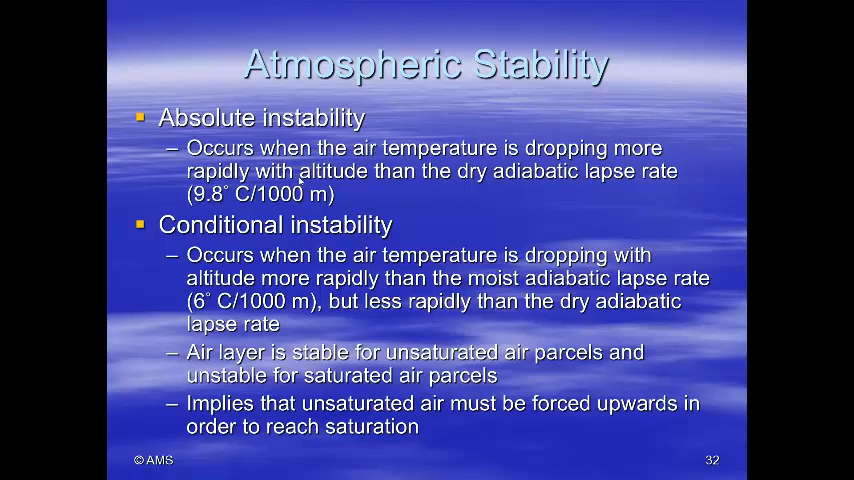 Atmospheric Stability
▪ Absolute instability
– Occurs when the air temperature is dropping more
rapidly with altitude than the dry adiabatic lapse rate
(9.8° C/1000 m)
▪ Conditional instability
– Occurs when the air temperature is dropping with
altitude more rapidly than the moist adiabatic lapse rate
(6° C/1000 m), but less rapidly than the dry adiabatic
lapse rate
– Air layer is stable for unsaturated air parcels and
unstable for saturated air parcels
– Implies that unsaturated air must be forced upwards in
order to reach saturation
© AMS
32